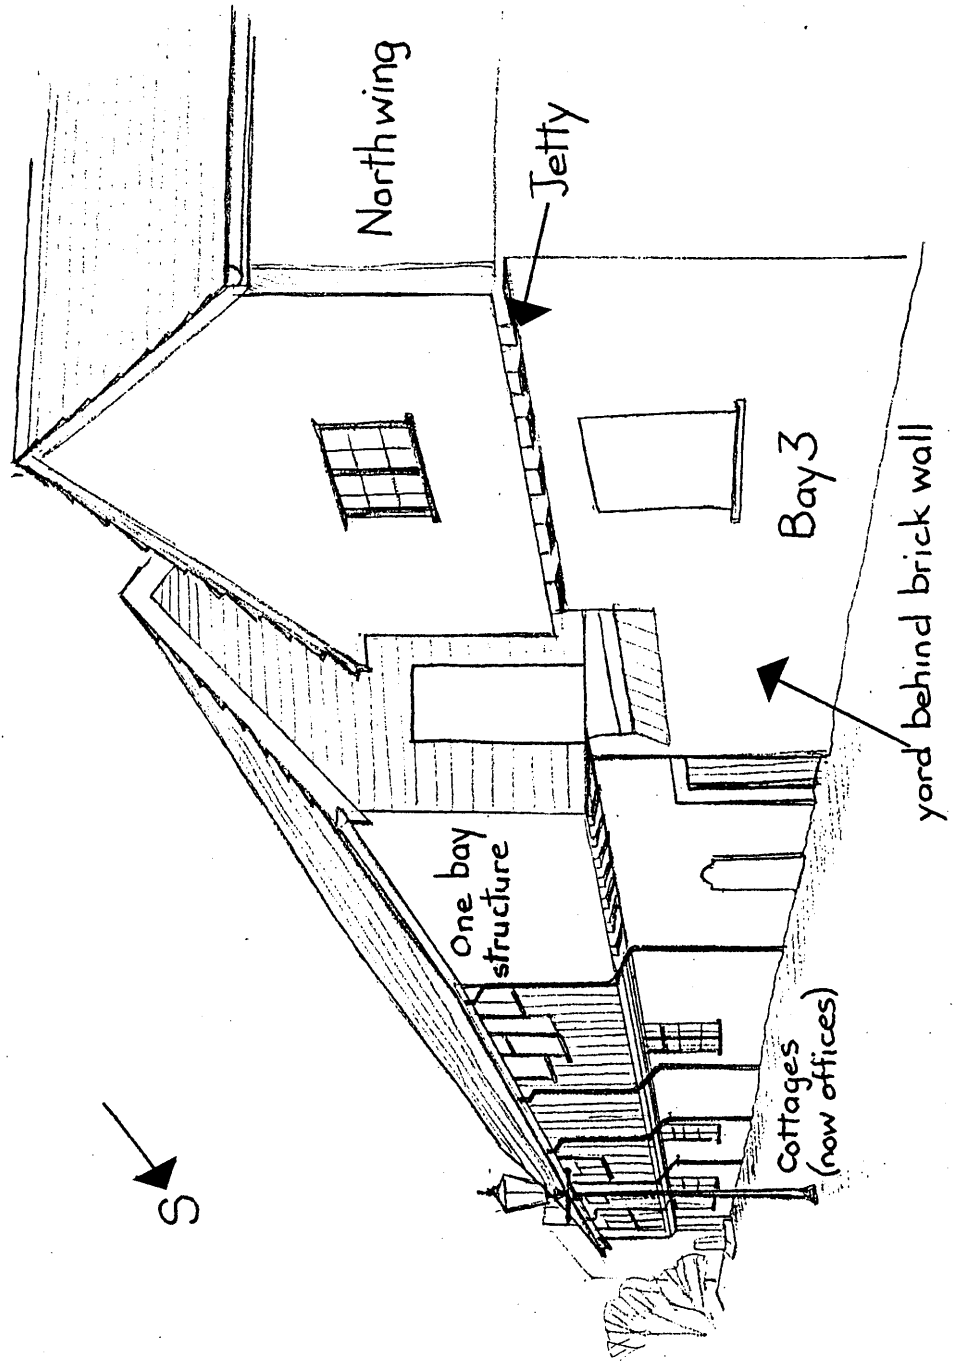 S
Northwing
Jetty
One bay
structure
Bay 3
Cottages
(now offices)
yard behind brick wall